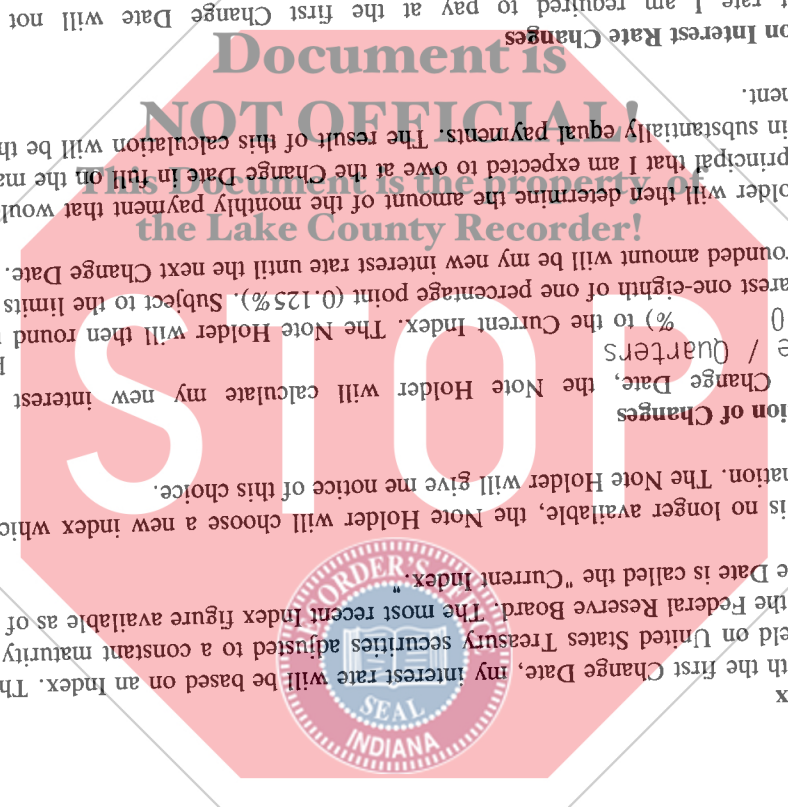 Document is
NOT OFFICIAL!
This Document is the property of
the Lake County Recorder!
STOP
RECORDER'S OFFICE
SEAL
INDIANA
x
th the first Change Date, my interest rate will be based on an Index. Th
eld on United States Treasury securities adjusted to a constant maturity
the Federal Reserve Board. The most recent Index figure available as of
e Date is called the "Current Index."
is no longer available, the Note Holder will choose a new index whic
nation. The Note Holder will give me notice of this choice.
ion of Changes
Change Date, the Note Holder will calculate my new interest
e / Quarters
() %) to the Current Index. The Note Holder will then round
arest one-eighth of one percentage point (0.125%). Subject to the limits
rounded amount will be my new interest rate until the next Change Date.
older will then determine the amount of the monthly payment that woul
principal that I am expected to owe at the Change Date in full on the ma
in substantially equal payments. The result of this calculation will be th
nent.
on Interest Rate Changes
t rate I am required to pay at the first Change Date will not